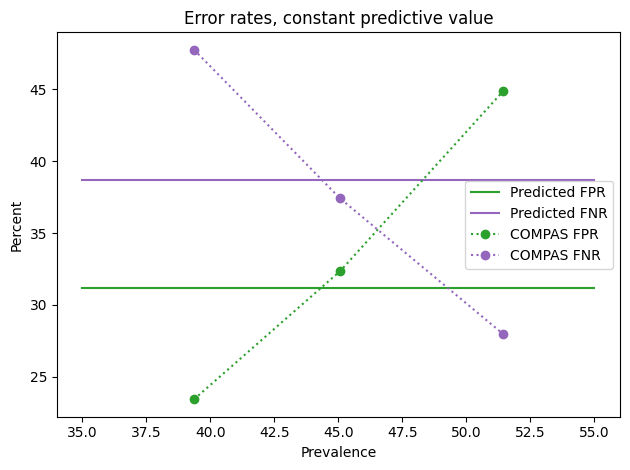 Error rates, constant predictive value
Percent
45
40
35
30
25
Predicted FPR
Predicted FNR
COMPAS FPR
COMPAS FNR
35.0 37.5 40.0 42.5 45.0 47.5 50.0 52.5 55.0
Prevalence